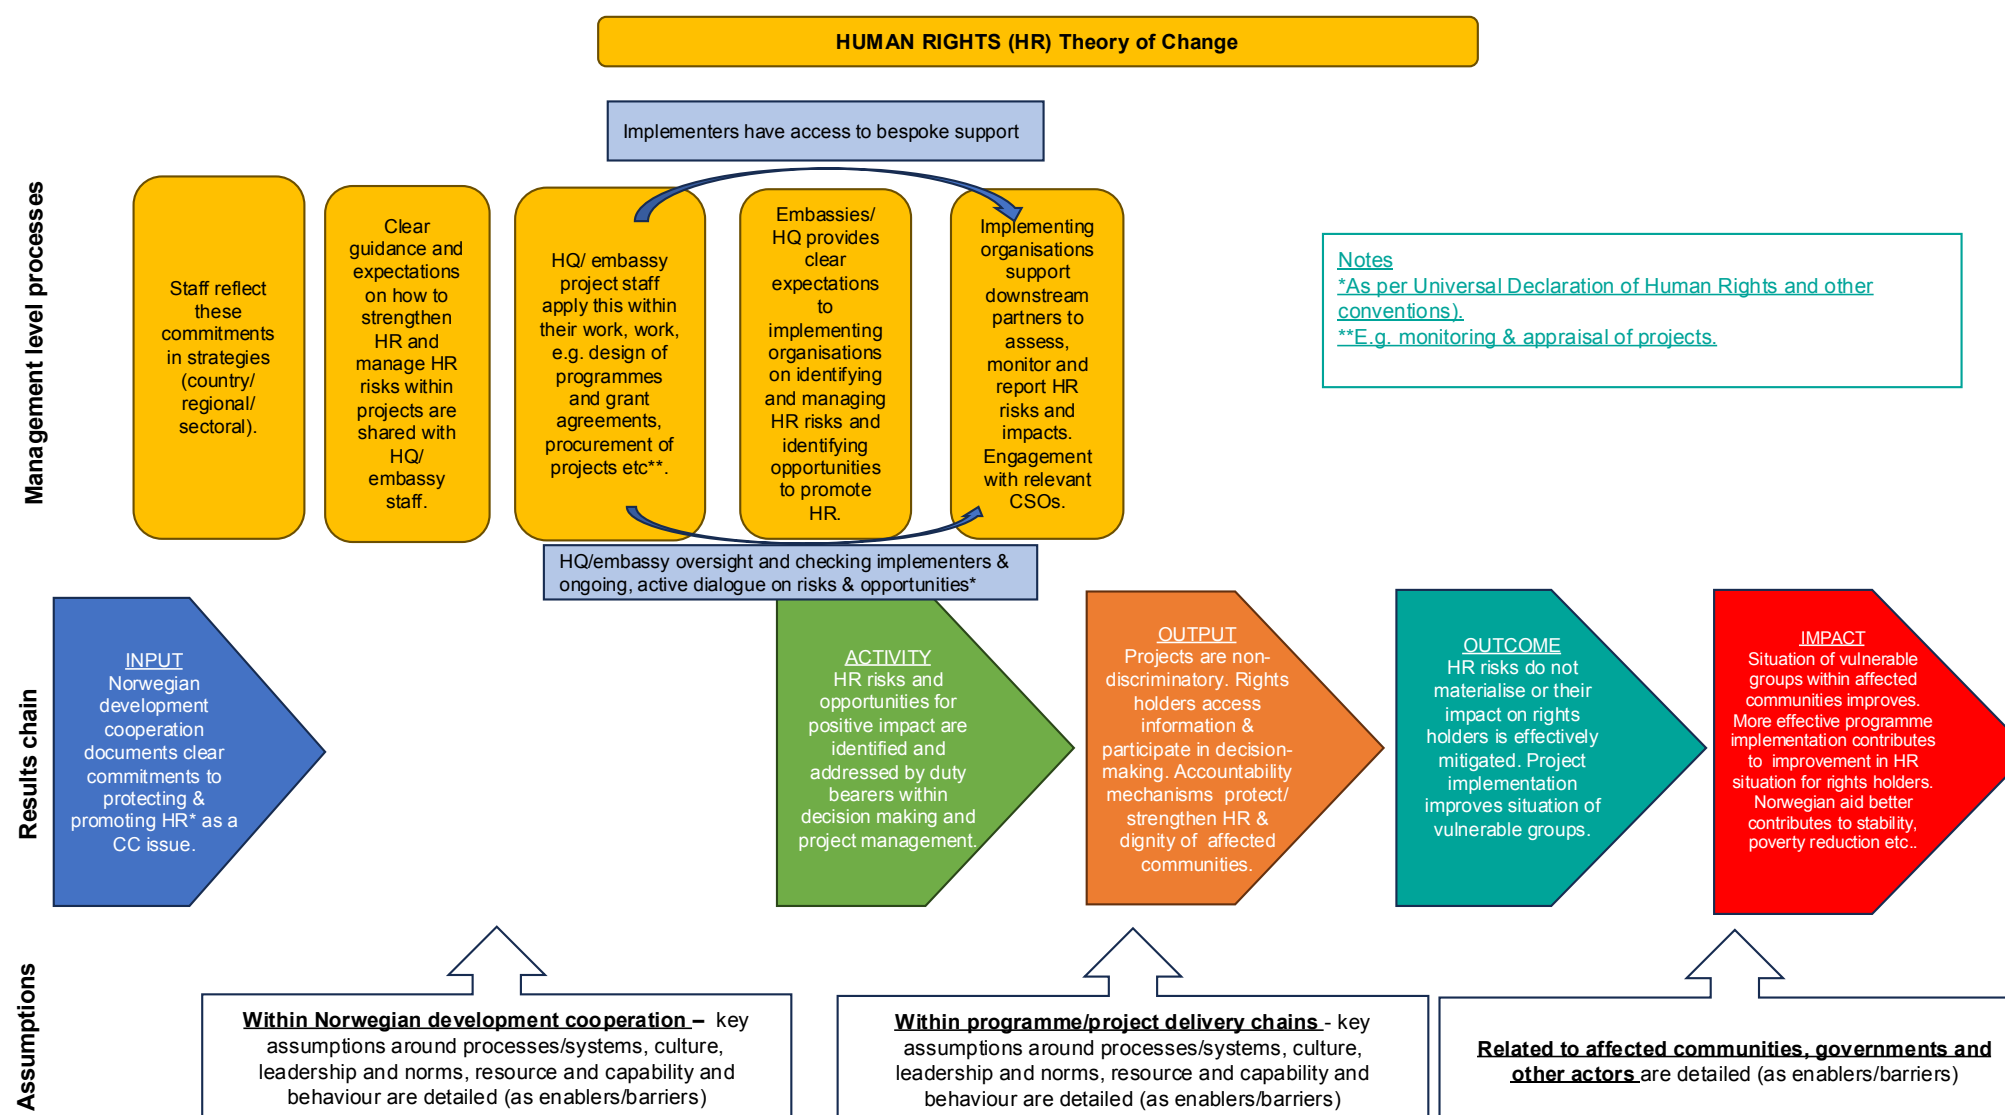 HUMAN RIGHTS (HR) Theory of Change
Implementers have access to bespoke support
Management level processes
Staff reflect
these
commitments
in strategies
(country/
regional/
sectoral).
Clear
guidance and
expectations
on how to
strengthen
HR and
manage HR
risks within
projects are
shared with
HQ/
embassy
staff.
HQ/ embassy
project staff
apply this within
their work, work,
e.g. design of
programmes
and grant
agreements,
procurement of
projects etc**.
Embassies/
HQ provides
clear
expectations
to
implementing
organisations
on identifying
and managing
HR risks and
identifying
opportunities
to promote
HR.
Implementing
organisations
support
downstream
partners to
assess,
monitor and
report HR
risks and
impacts.
Engagement
with relevant
CSOs.
Notes
*As per Universal Declaration of Human Rights and other
conventions).
**E.g. monitoring & appraisal of projects.
HQ/embassy oversight and checking implementers &
ongoing, active dialogue on risks & opportunities*
Results chain
INPUT
Norwegian
development
cooperation
documents clear
commitments to
protecting &
promoting HR* as a
CC issue.
ACTIVITY
HR risks and
opportunities for
positive impact are
identified and
addressed by duty
bearers within
decision making and
project management.
OUTPUT
Projects are non-
discriminatory. Rights
holders access
information &
participate in decision-
making. Accountability
mechanisms protect/
strengthen HR &
dignity of affected
communities.
OUTCOME
HR risks do not
materialise or their
impact on rights
holders is effectively
mitigated. Project
implementation
improves situation of
vulnerable groups.
IMPACT
Situation of vulnerable
groups within affected
communities improves.
More effective programme
implementation contributes
to improvement in HR
situation for rights holders.
Norwegian aid better
contributes to stability,
poverty reduction etc..
Assumptions
Within Norwegian development cooperation – key
assumptions around processes/systems, culture,
leadership and norms, resource and capability and
behaviour are detailed (as enablers/barriers)
Within programme/project delivery chains - key
assumptions around processes/systems, culture,
leadership and norms, resource and capability and
behaviour are detailed (as enablers/barriers)
Related to affected communities, governments and
other actors are detailed (as enablers/barriers)